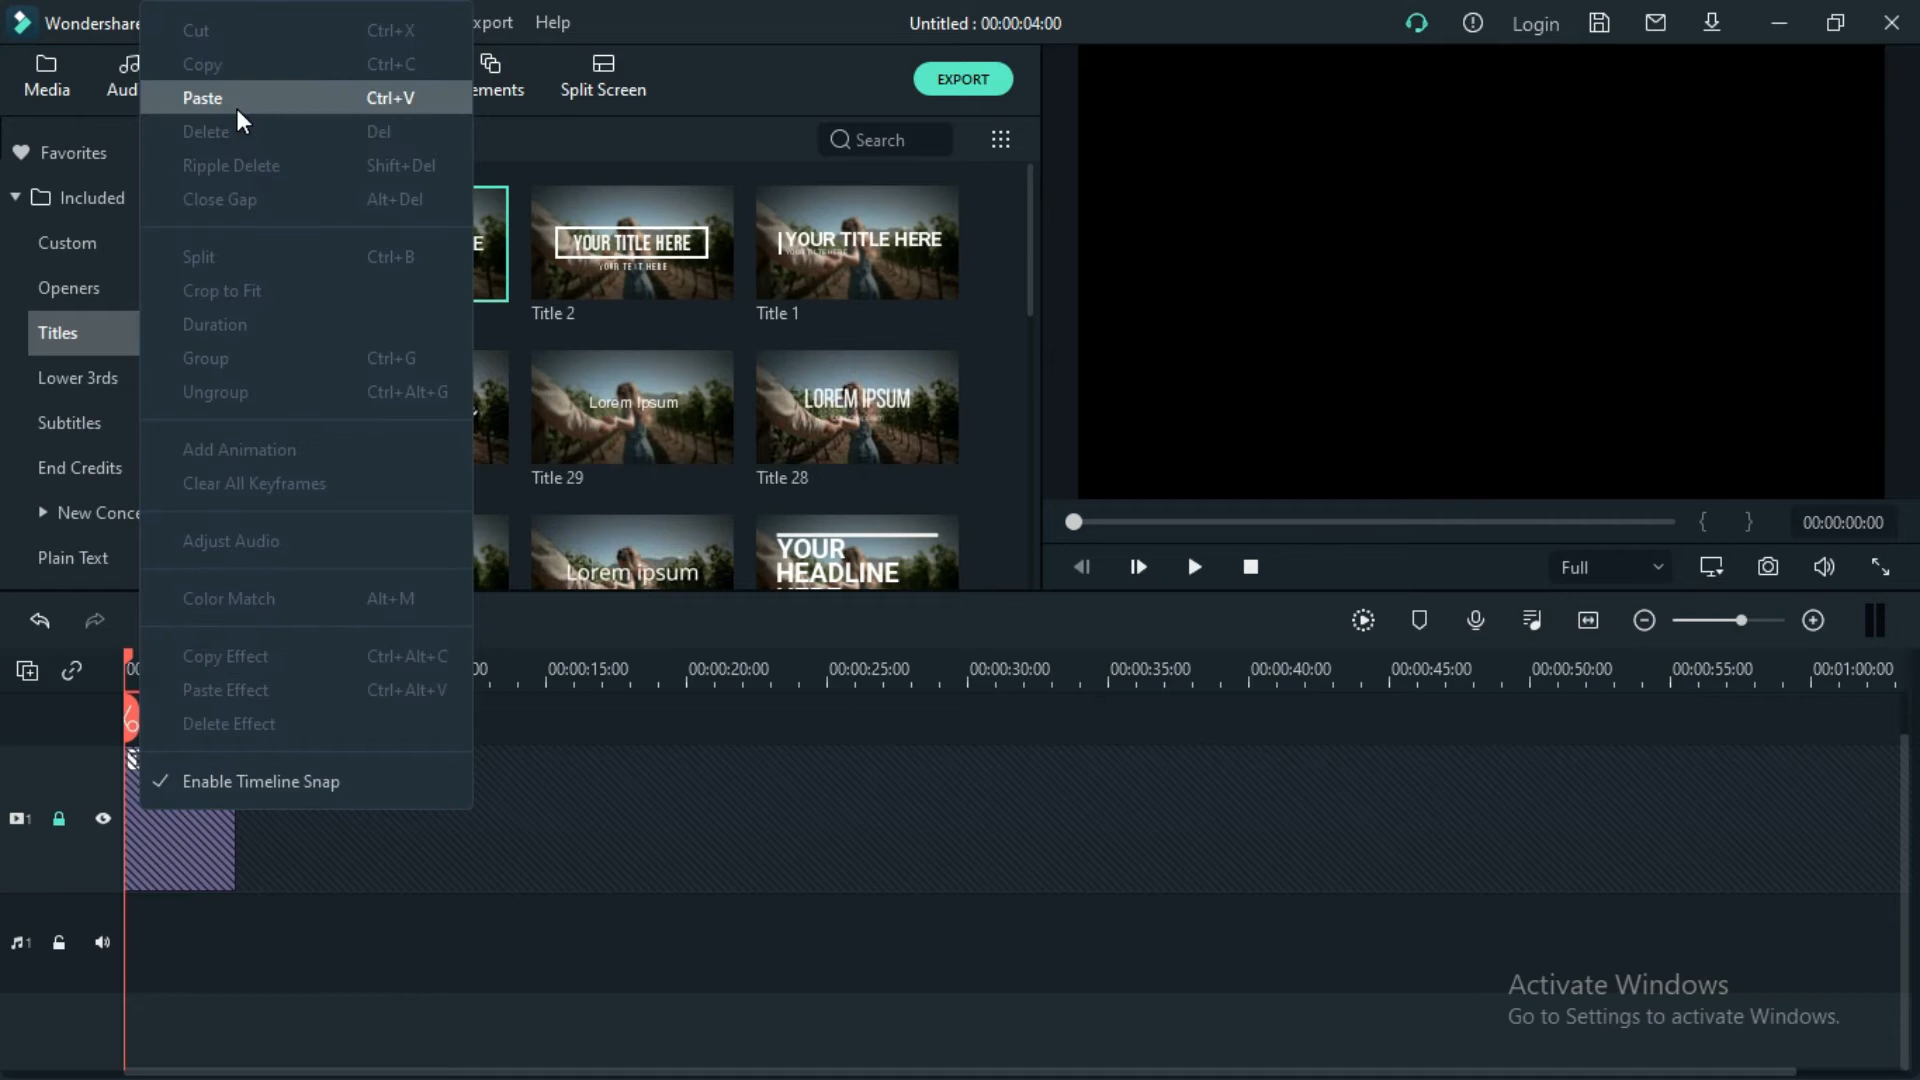 Wondershare
xport
Help
Untitled : 00:00:04:00
Login
Media
Aud
ements
Split Screen
EXPORT
Cut Ctrl+X
Copy Ctrl+C
Paste Ctrl+V
Delete Del
Ripple Delete Shift+Del
Close Gap Alt+Del
Split Ctrl+B
Crop to Fit
Duration
Group Ctrl+G
Ungroup Ctrl+Alt+G
Add Animation
Clear All Keyframes
Adjust Audio
Color Match Alt+M
Copy Effect Ctrl+Alt+C
Paste Effect Ctrl+Alt+V
Delete Effect
Enable Timeline Snap
Favorites
Included
Custom
Openers
Titles
Lower 3rds
Subtitles
End Credits
New Conce
Plain Text
Search
E
YOUR TITLE HERE
YOUR TEXT HERE
Title 2
YOUR TITLE HERE
Title 1
Lorem Ipsum
Title 29
LOREM IPSUM
Title 28
Lorem ipsum
YOUR
HEADLINE
{ } 00:00:00:00
Full
00 00:00:15:00 00:00:20:00 00:00:25:00 00:00:30:00 00:00:35:00 00:00:40:00 00:00:45:00 00:00:50:00 00:00:55:00 00:01:00:00
1
1
Activate Windows
Go to Settings to activate Windows.